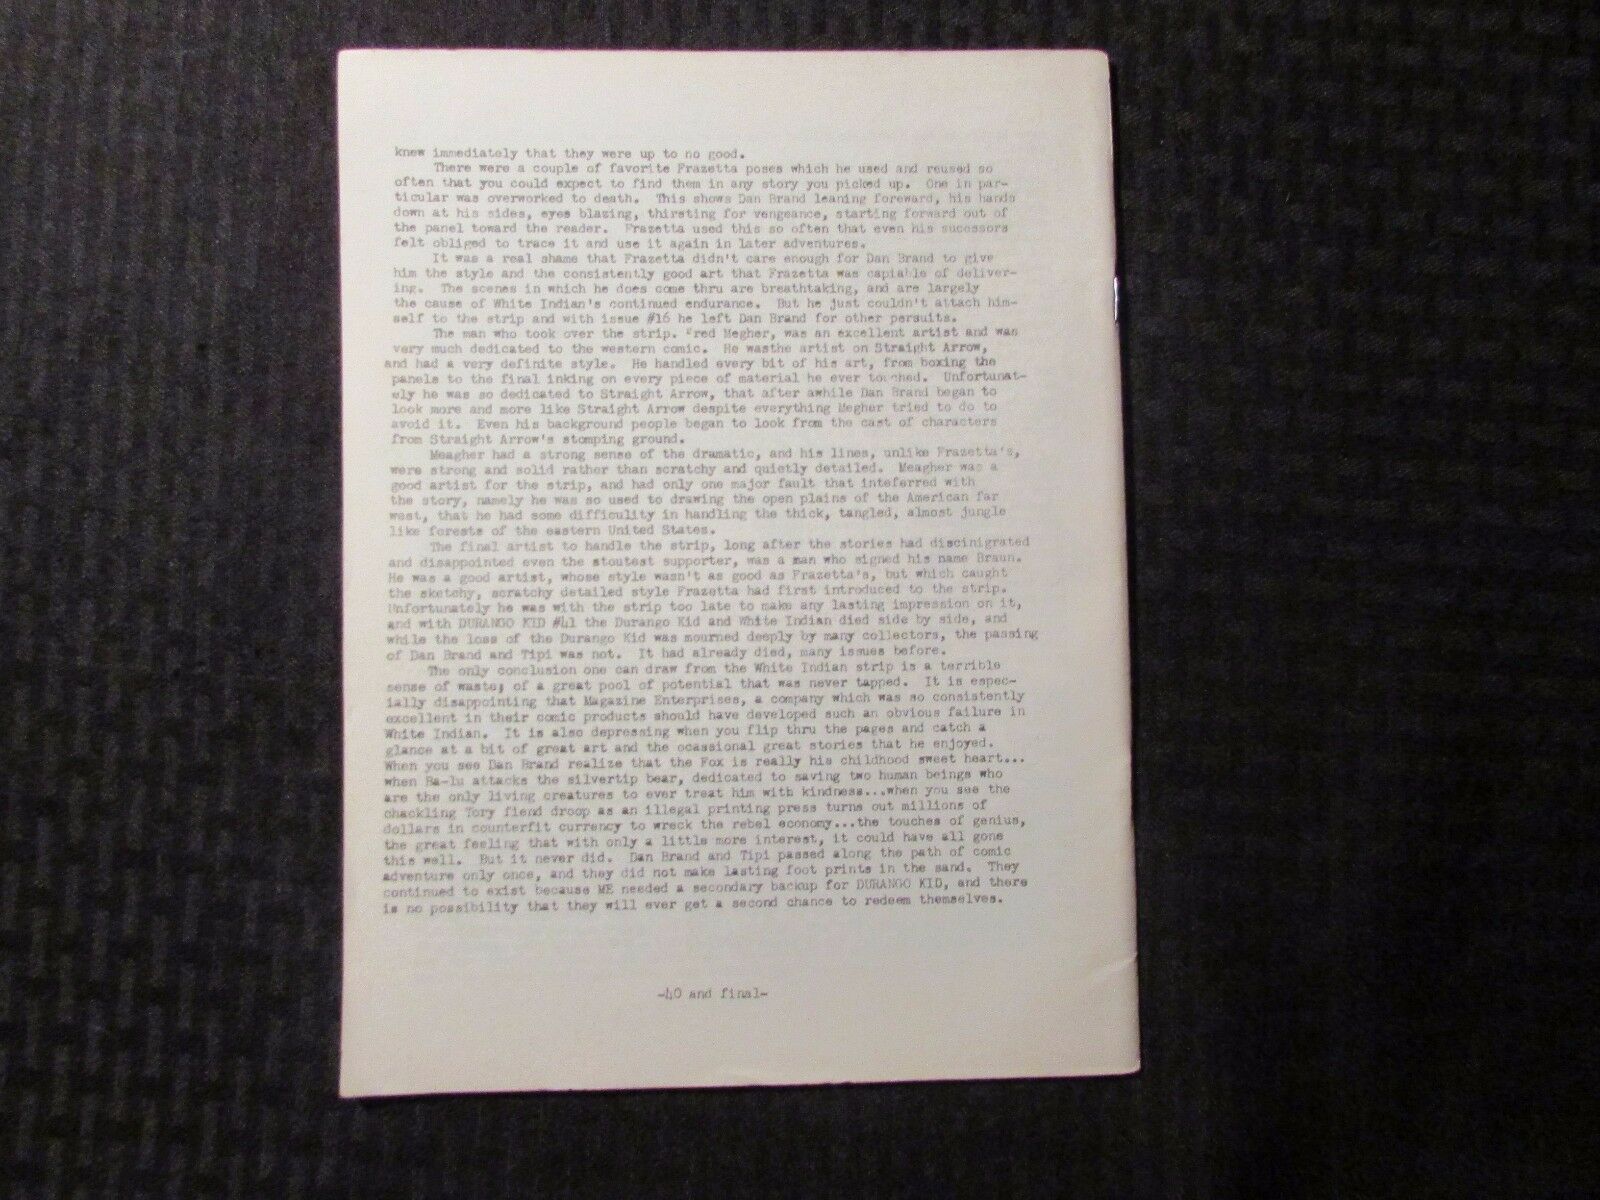 knew immediately that they were up to no good.
There were a couple of favorite Frazetta poses which he used and reused so
often that you could expect to find them in any story you picked up. One in par-
ticular was overworked to death. This shows Dan Brand leaning foreward, his hands
down at his sides, eyes blazing, thirsting for vengeance, starting forward out of
the panel toward the reader. Frazetta used this so often that even his sucessors
felt obliged to trace it and use it again in later adventures.
It was a real shame that Frazetta didn't care enough for Dan Brand to give
him the style and the consistently good art that Frazetta was capiable of deliver-
ing. The scenes in which he does come thru are breathtaking, and are largely
the cause of White Indian's continued endurance. But he just couldn't attach him-
self to the strip and with issue #16 he left Dan Brand for other persuits.
The man who took over the strip. Fred Megher, was an excellent artist and was
very much dedicated to the western comic. He wasthe artist on Straight Arrow,
and had a very definite style. He handled every bit of his art, from boxing the
panels to the final inking on every piece of material he ever touched. Unfortunat-
ely he was so dedicated to Straight Arrow, that after awhile Dan Brand began to
look more and more like Straight Arrow despite everything Megher tried to do to
avoid it. Even his background people began to look from the cast of characters
from Straight Arrow's stomping ground.
Meagher had a strong sense of the dramatic, and his lines, unlike Frazetta's,
were strong and solid rather than scratchy and quietly detailed. Meagher was a
good artist for the strip, and had only one major fault that inteferred with
the story, namely he was so used to drawing the open plains of the American far
west, that he had some difficulity in handling the thick, tangled, almost jungle
like forests of the eastern United States.
The final artist to handle the strip, long after the stories had discinigrated
and disappointed even the stoutest supporter, was a man who signed his name Braun.
He was a good artist, whose style wasn't as good as Frazetta's, but which caught
the sketchy, scratchy detailed style Frazetta had first introduced to the strip.
Unfortunately he was with the strip too late to make any lasting impression on it,
and with DURANGO KID #41 the Durango Kid and White Indian died side by side, and
while the loss of the Durango Kid was mourned deeply by many collectors, the passing
of Dan Brand and Tipi was not. It had already died, many issues before.
The only conclusion one can draw from the White Indian strip is a terrible
sense of waste; of a great pool of potential that was never tapped. It is espec-
ially disappointing that Magazine Enterprises, a company which was so consistently
excellent in their comic products should have developed such an obvious failure in
White Indian. It is also depressing when you flip thru the pages and catch a
glance at a bit of great art and the ocassional great stories that he enjoyed.
When you see Dan Brand realize that the Fox is really his childhood sweet heart...
when Ba-lu attacks the silvertip bear, dedicated to saving two human beings who
are the only living creatures to ever treat him with kindness...when you see the
chackling Tory fiend droop as an illegal printing press turns out millions of
dollars in counterfit currency to wreck the rebel economy...the touches of genius,
the great feeling that with only a little more interest, it could have all gone
this well. But it never did. Dan Brand and Tipi passed along the path of comic
adventure only once, and they did not make lasting foot prints in the sand. They
continued to exist because ME needed a secondary backup for DURANGO KID, and there
is no possibility that they will ever get a second chance to redeem themselves.
-40 and final-